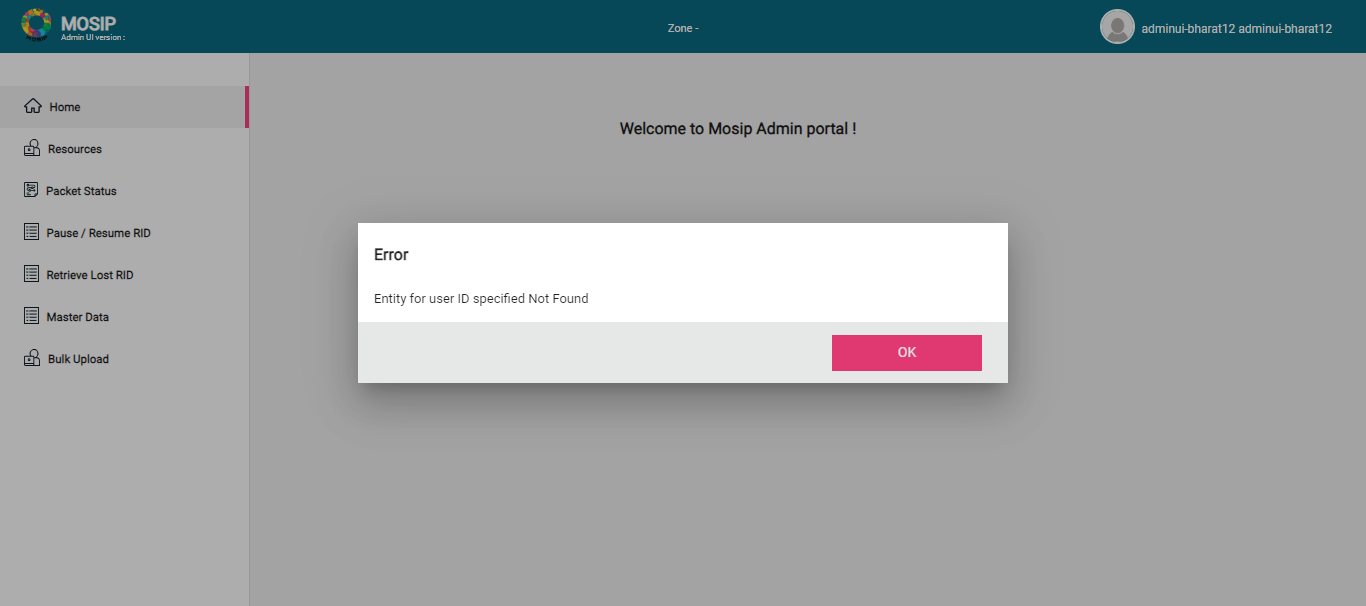 MOSIP
Admin UI version :
Zone -
adminui-bharat12 adminui-bharat12
Home
Resources
Packet Status
Pause / Resume RID
Retrieve Lost RID
Master Data
Bulk Upload
Welcome to Mosip Admin portal !
Error
Entity for user ID specified Not Found
OK